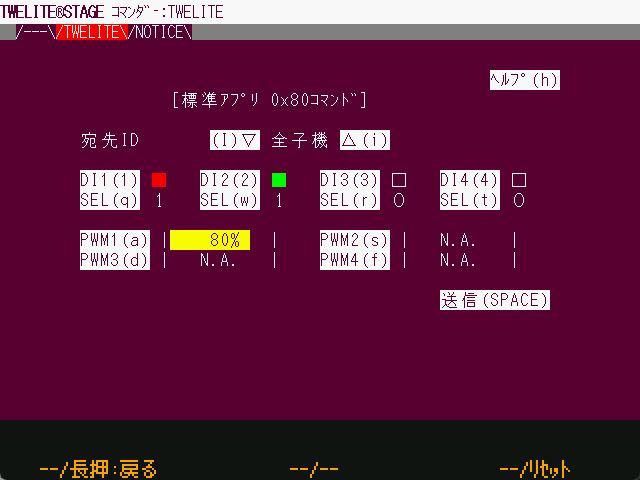 TWELITE®STAGE ｺﾏﾝﾀﾞｰ:TWELITE
/---\/TWELITE\/NOTICE\
ﾍﾙﾌﾟ(h)
[標準ｱﾌﾟﾘ 0x80ｺﾏﾝﾄﾞ]
宛先ID (I)▽ 全子機 △(i)
DI1(1) ■ DI2(2) ■ DI3(3) □ DI4(4) □
SEL(q) 1 SEL(w) 1 SEL(r) 0 SEL(t) 0
PWM1(a) | 80% | PWM2(s) | N.A. |
PWM3(d) | N.A. | PWM4(f) | N.A. |
送信(SPACE)
--/長押:戻る --/-- --/ﾘｾｯﾄ